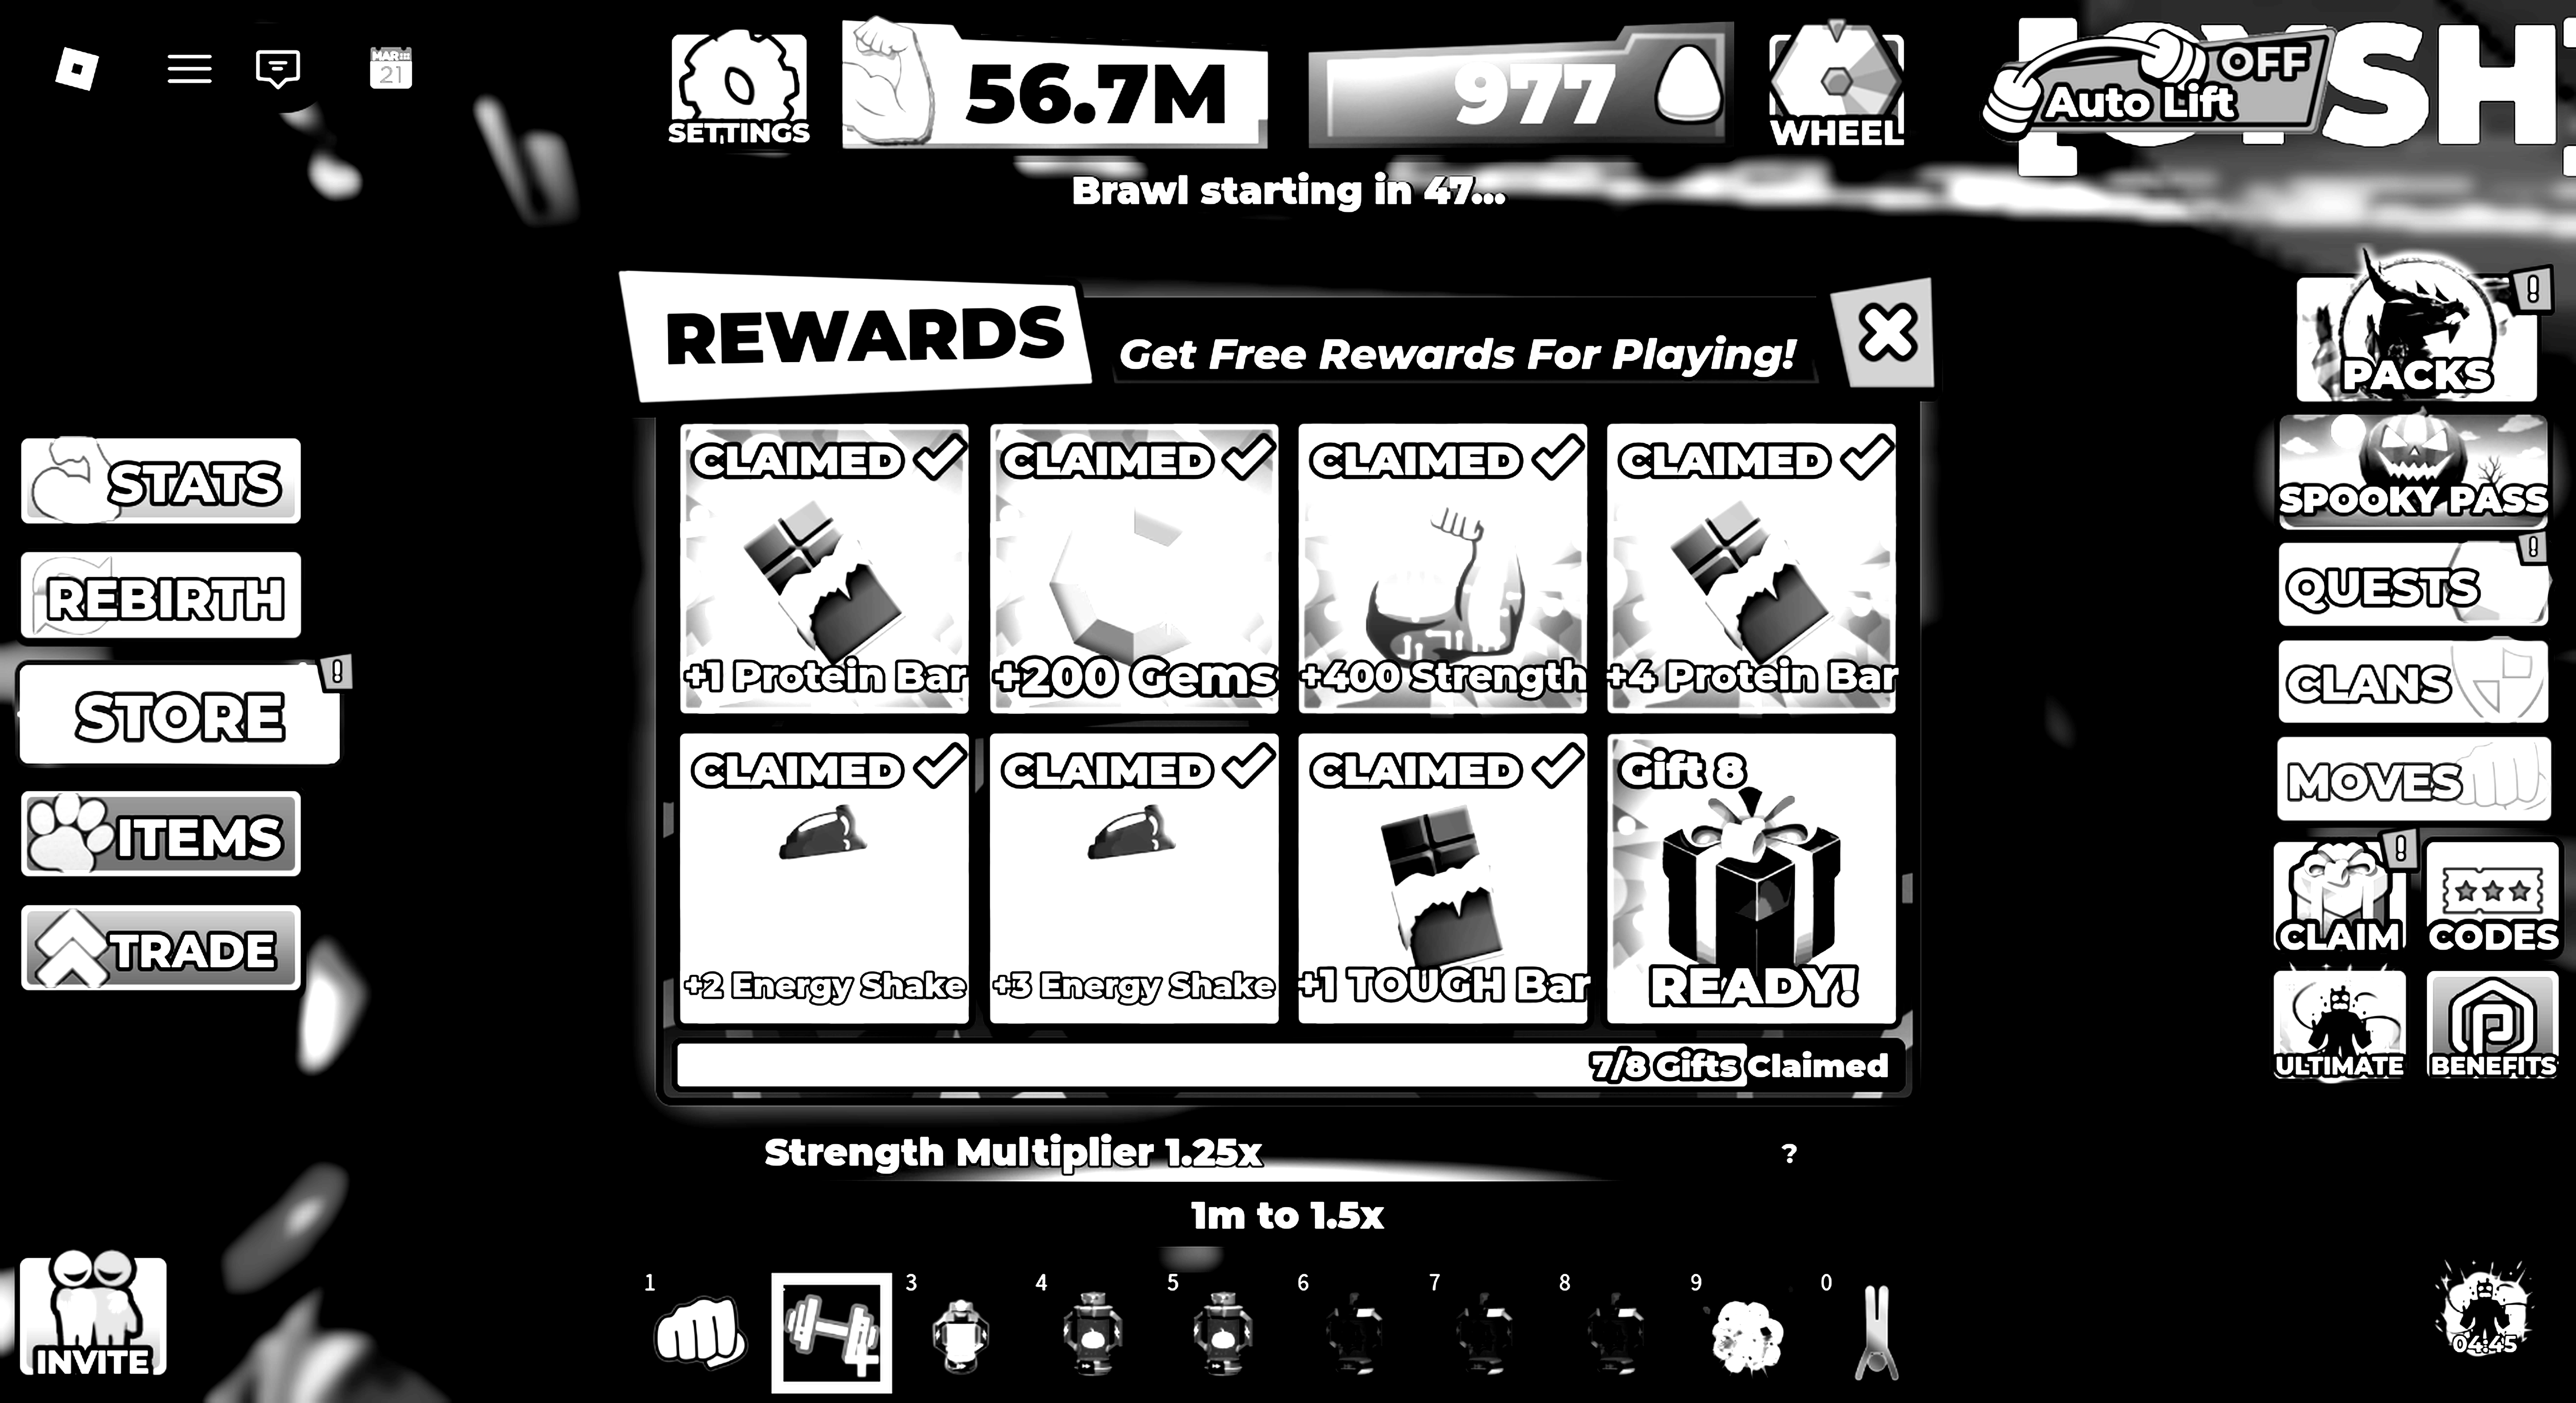 MAR
21
SETTINGS
56.7M
977
WHEEL
OFF
Auto Lift
Brawl starting in 47...
REWARDS
Get Free Rewards For Playing!
CLAIMED
+1 Protein Bar
CLAIMED
+200 Gems
CLAIMED
+400 Strength
CLAIMED
+4 Protein Bar
CLAIMED
+2 Energy Shake
CLAIMED
+3 Energy Shake
CLAIMED
+1 TOUGH Bar
Gift 8
READY!
7/8 Gifts Claimed
STATS
REBIRTH
!
STORE
ITEMS
TRADE
INVITE
!
PACKS
SPOOKY PASS
!
QUESTS
CLANS
MOVES
!
CLAIM
CODES
ULTIMATE
BENEFITS
Strength Multiplier 1.25x
?
1m to 1.5x
1
3
4
5
6
7
8
9
0
04:45